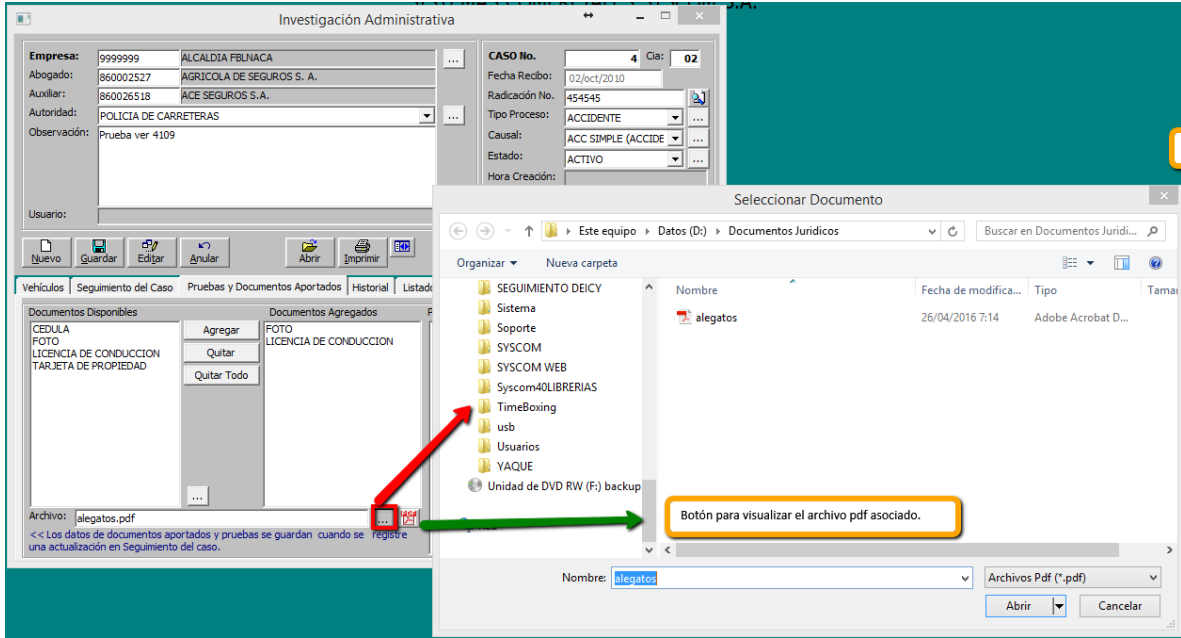 S.A.
Investigación Administrativa
Empresa: 9999999 ALCALDIA FBLNACA ...
Abogado: 860002527 AGRICOLA DE SEGUROS S. A.
Auxiliar: 860026518 ACE SEGUROS S.A.
Autoridad: POLICIA DE CARRETERAS ...
Observación: Prueba ver 4109
Usuario:
CASO No. 4 Cia: 02
Fecha Recibo: 02/oct/2010
Radicación No. 454545
Tipo Proceso: ACCIDENTE ...
Causal: ACC SIMPLE (ACCIDE ...
Estado: ACTIVO ...
Hora Creación:
Nuevo Guardar Editar Anular Abrir Imprimir
Vehículos Seguimiento del Caso Pruebas y Documentos Aportados Historial Listado
Documentos Disponibles
CEDULA
FOTO
LICENCIA DE CONDUCCION
TARJETA DE PROPIEDAD
Agregar
Quitar
Quitar Todo
...
Documentos Agregados
FOTO
LICENCIA DE CONDUCCION
Archivo: alegatos.pdf ...
<< Los datos de documentos aportados y pruebas se guardan cuando se registre
una actualización en Seguimiento del caso.
Seleccionar Documento
Este equipo Datos (D:) Documentos Juridicos
Buscar en Documentos Juridi...
Organizar Nueva carpeta
SEGUIMIENTO DEICY
Sistema
Soporte
SYSCOM
SYSCOM WEB
Syscom40LIBRERIAS
TimeBoxing
usb
Usuarios
YAQUE
Unidad de DVD RW (F:) backup
Nombre Fecha de modifica... Tipo Tamañ
alegatos 26/04/2016 7:14 Adobe Acrobat D...
Botón para visualizar el archivo pdf asociado.
Nombre: alegatos Archivos Pdf (*.pdf)
Abrir Cancelar